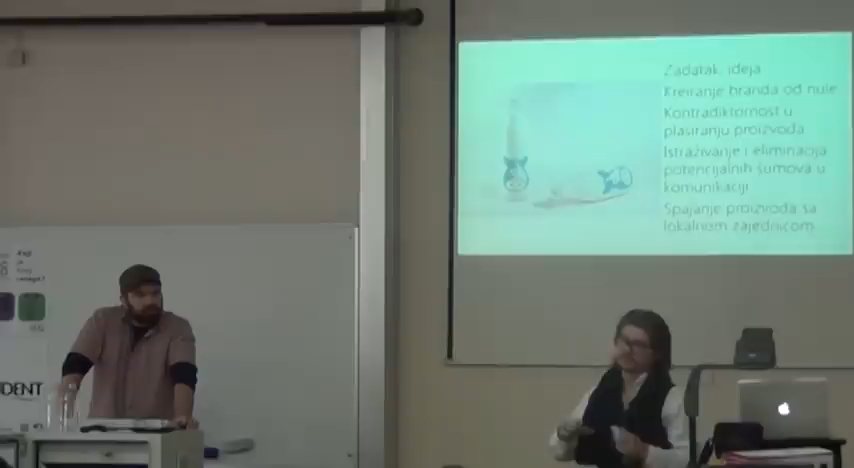 Zadatak, ideja
Kreiranje branda od nule
Kontradiktornost u
plasiranju proizvoda
Istraživanje i eliminacija
potencijalnih šumova u
komunikaciji
Spajanje proizvoda sa
lokalnom zajednicom
DENT